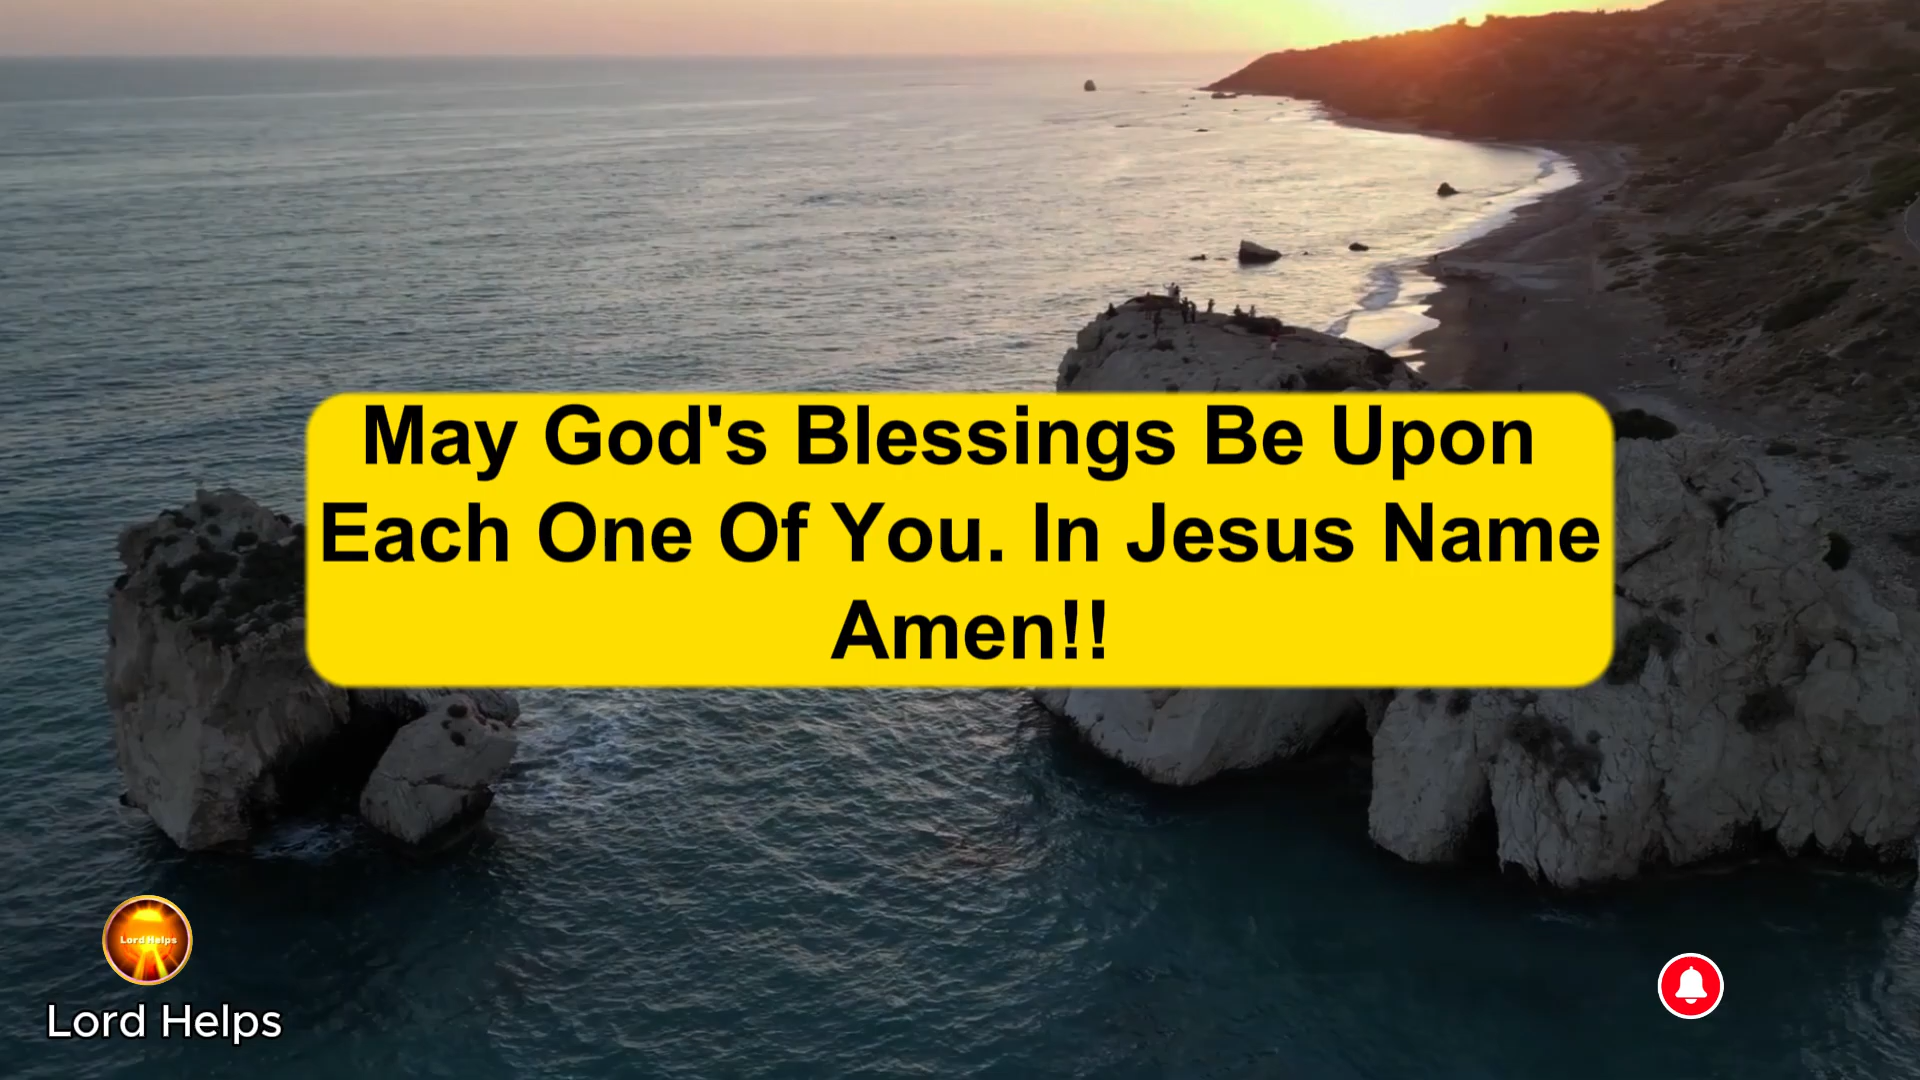 May God's Blessings Be Upon
Each One Of You. In Jesus Name
Amen!!
Lord Helps
Lord Helps